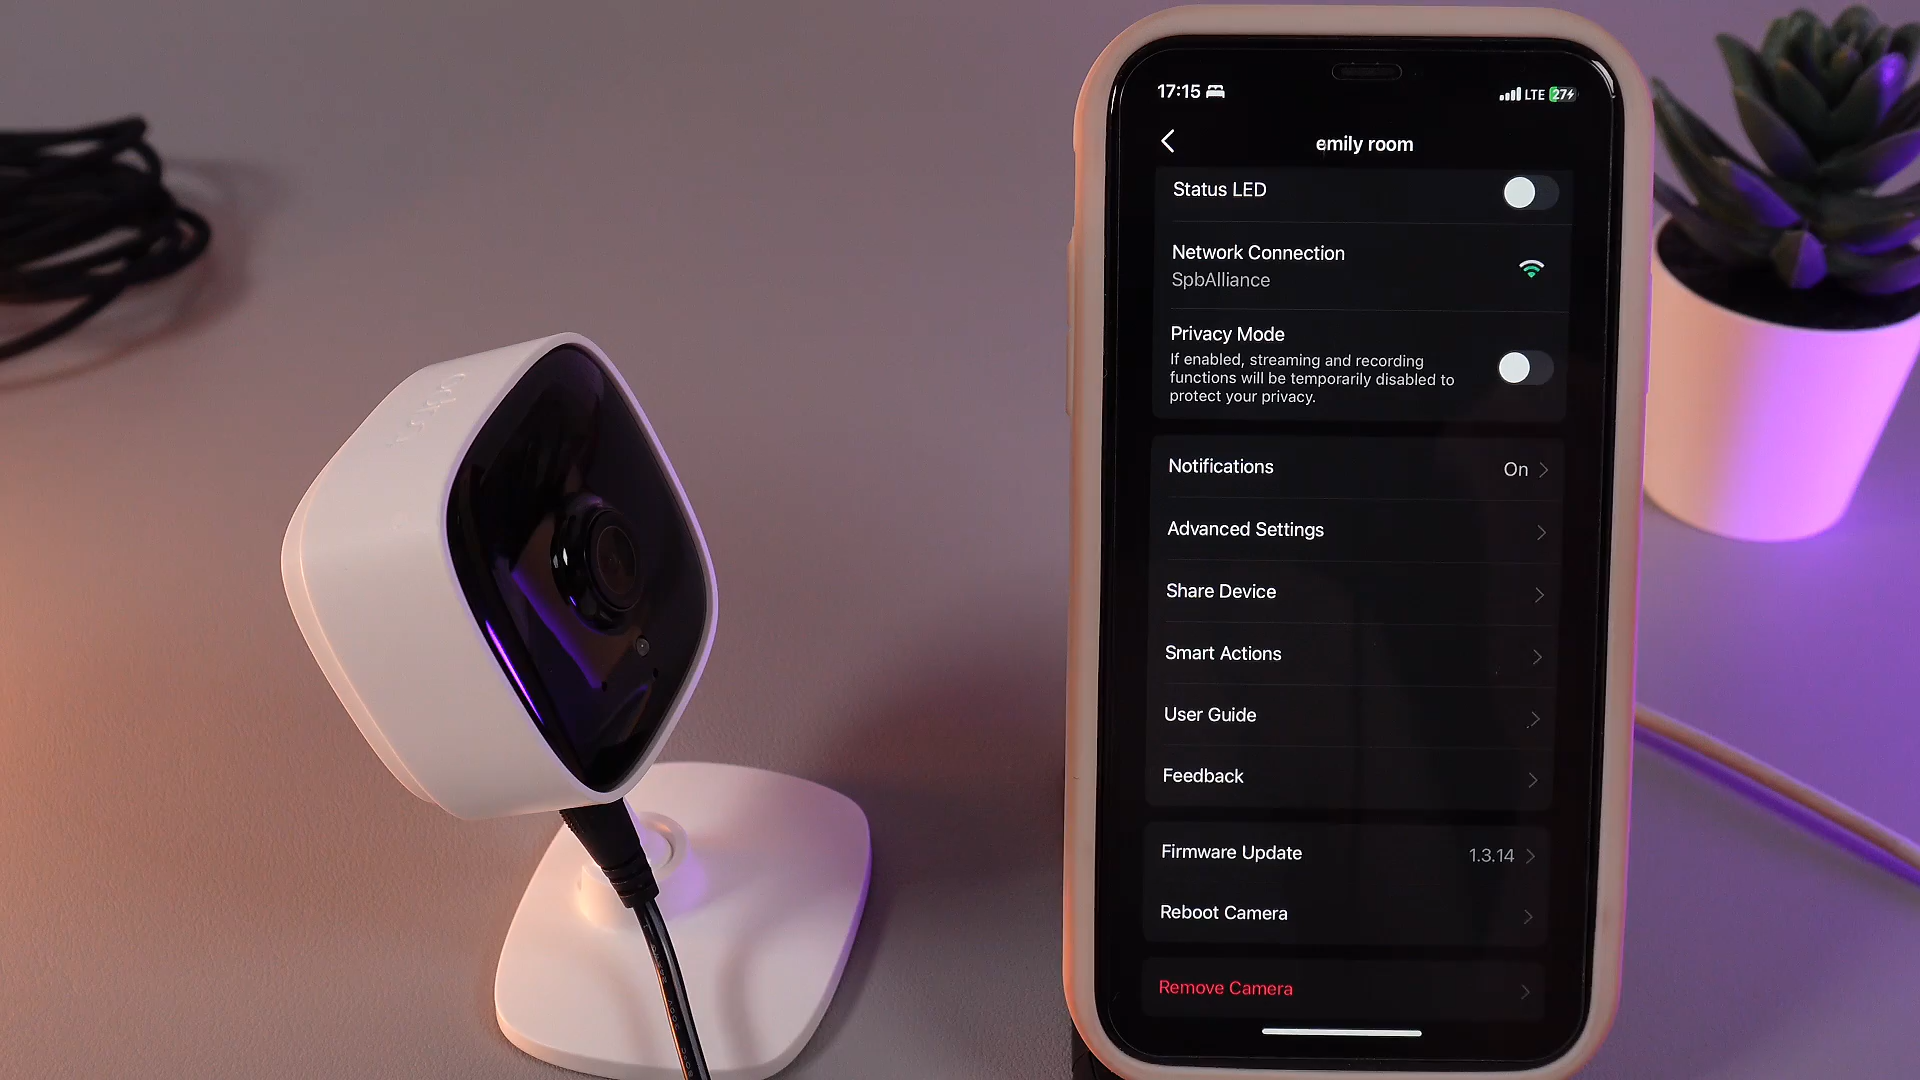 17:15
LTE 27
emily room
Status LED
Network Connection
SpbAlliance
Privacy Mode
If enabled, streaming and recording
functions will be temporarily disabled to
protect your privacy.
Notifications On
Advanced Settings
Share Device
Smart Actions
User Guide
Feedback
Firmware Update 1.3.14
Reboot Camera
Remove Camera